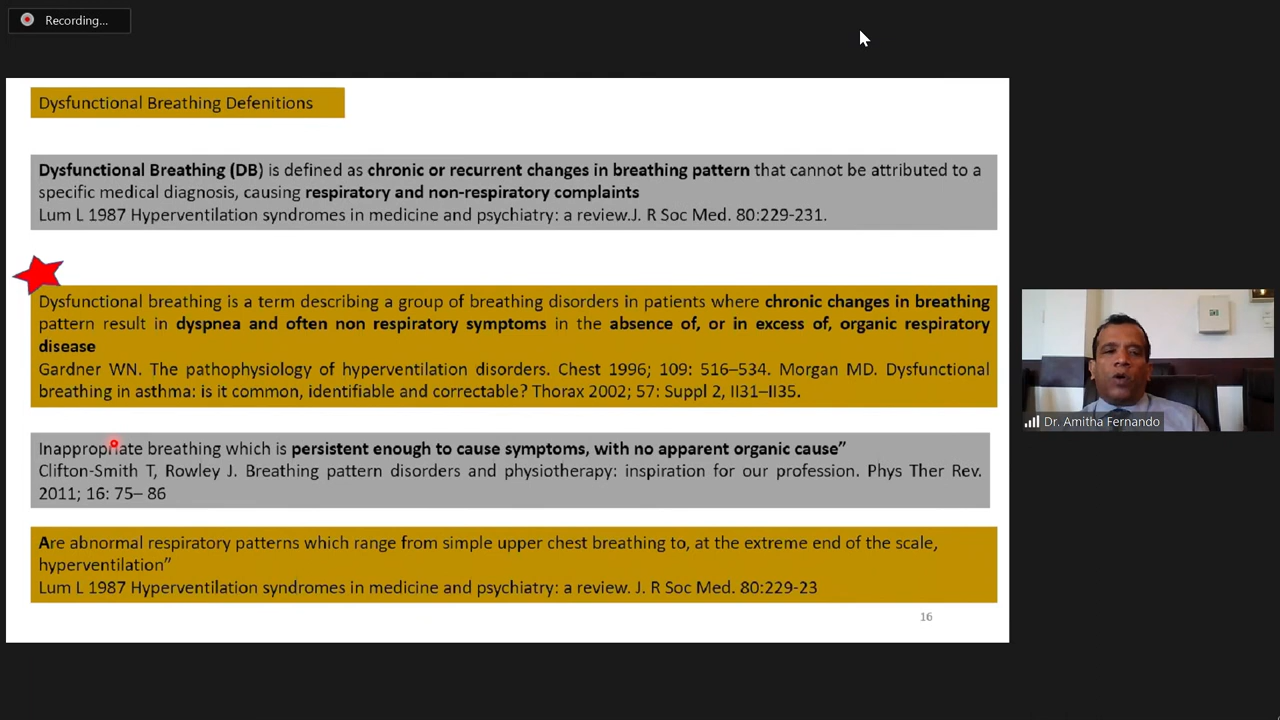 Recording...
Dysfunctional Breathing Defenitions
Dysfunctional Breathing (DB) is defined as chronic or recurrent changes in breathing pattern that cannot be attributed to a
specific medical diagnosis, causing respiratory and non-respiratory complaints
Lum L 1987 Hyperventilation syndromes in medicine and psychiatry: a review.J. R Soc Med. 80:229-231.
Dysfunctional breathing is a term describing a group of breathing disorders in patients where chronic changes in breathing
pattern result in dyspnea and often non respiratory symptoms in the absence of, or in excess of, organic respiratory
disease
Gardner WN. The pathophysiology of hyperventilation disorders. Chest 1996; 109: 516–534. Morgan MD. Dysfunctional
breathing in asthma: is it common, identifiable and correctable? Thorax 2002; 57: Suppl 2, II31–II35.
Inappropriate breathing which is persistent enough to cause symptoms, with no apparent organic cause”
Clifton-Smith T, Rowley J. Breathing pattern disorders and physiotherapy: inspiration for our profession. Phys Ther Rev.
2011; 16: 75– 86
Are abnormal respiratory patterns which range from simple upper chest breathing to, at the extreme end of the scale,
hyperventilation”
Lum L 1987 Hyperventilation syndromes in medicine and psychiatry: a review. J. R Soc Med. 80:229-23
16
Dr. Amitha Fernando